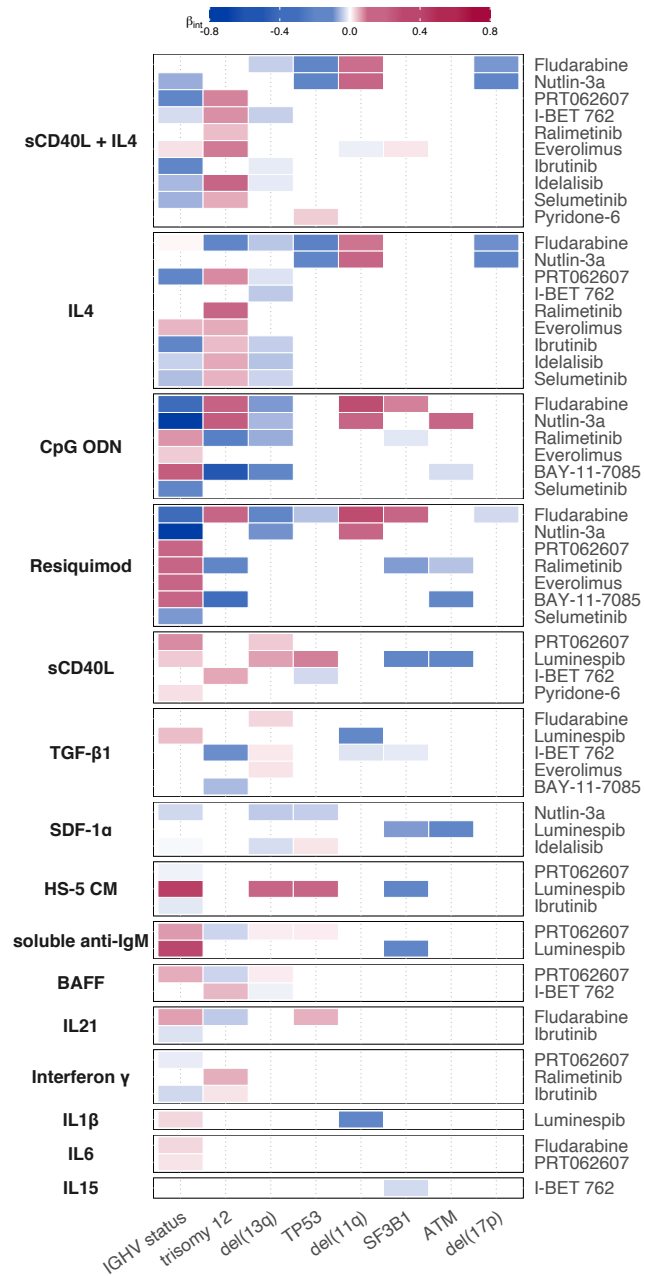 βint
-0.8 -0.4 0.0 0.4 0.8
sCD40L + IL4
Fludarabine
Nutlin-3a
PRT062607
I-BET 762
Ralimetinib
Everolimus
Ibrutinib
Idelalisib
Selumetinib
Pyridone-6
IL4
Fludarabine
Nutlin-3a
PRT062607
I-BET 762
Ralimetinib
Everolimus
Ibrutinib
Idelalisib
Selumetinib
CpG ODN
Fludarabine
Nutlin-3a
Ralimetinib
Everolimus
BAY-11-7085
Selumetinib
Resiquimod
Fludarabine
Nutlin-3a
PRT062607
Ralimetinib
Everolimus
BAY-11-7085
Selumetinib
sCD40L
PRT062607
Luminespib
I-BET 762
Pyridone-6
TGF-β1
Fludarabine
Luminespib
I-BET 762
Everolimus
BAY-11-7085
SDF-1α
Nutlin-3a
Luminespib
Idelalisib
HS-5 CM
PRT062607
Luminespib
Ibrutinib
soluble anti-IgM
PRT062607
Luminespib
BAFF
PRT062607
I-BET 762
IL21
Fludarabine
Ibrutinib
Interferon γ
PRT062607
Ralimetinib
Ibrutinib
IL1β
Luminespib
IL6
Fludarabine
PRT062607
IL15
I-BET 762
IGHV status
trisomy 12
del(13q)
TP53
del(11q)
SF3B1
ATM
del(17p)